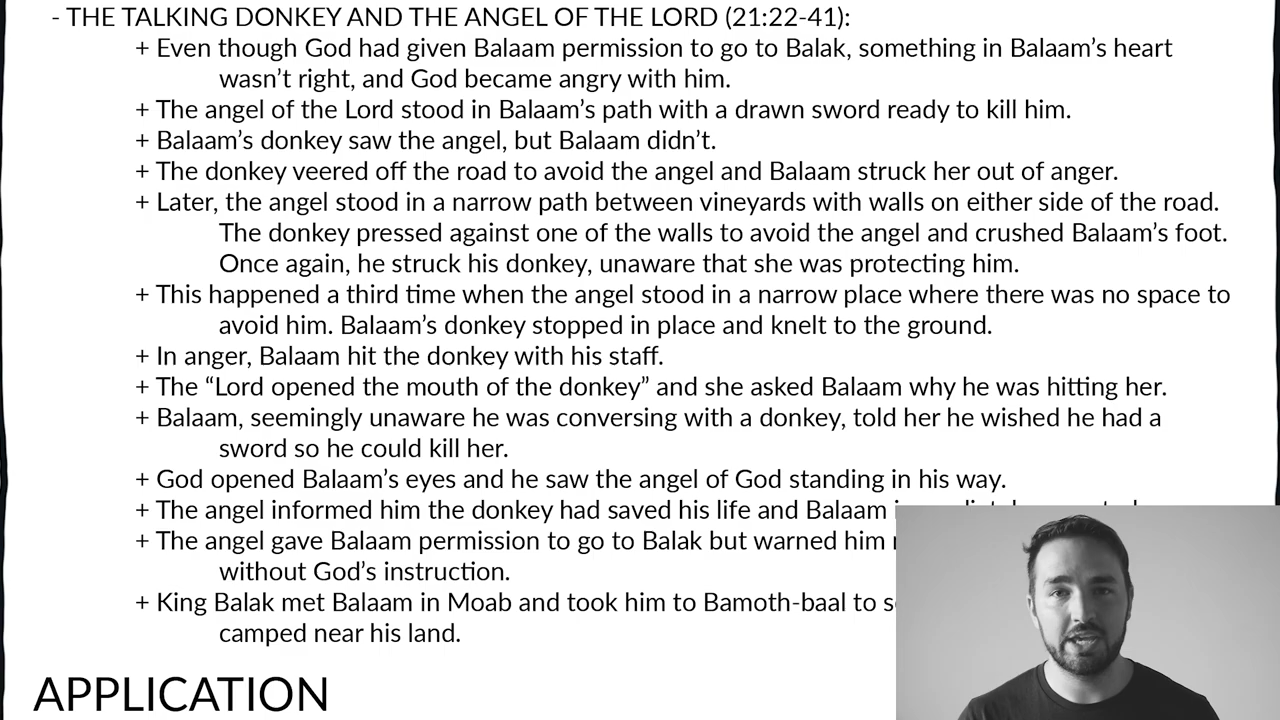 - THE TALKING DONKEY AND THE ANGEL OF THE LORD (21:22-41):
+ Even though God had given Balaam permission to go to Balak, something in Balaam's heart
wasn't right, and God became angry with him.
+ The angel of the Lord stood in Balaam's path with a drawn sword ready to kill him.
+ Balaam's donkey saw the angel, but Balaam didn't.
+ The donkey veered off the road to avoid the angel and Balaam struck her out of anger.
+ Later, the angel stood in a narrow path between vineyards with walls on either side of the road.
The donkey pressed against one of the walls to avoid the angel and crushed Balaam's foot.
Once again, he struck his donkey, unaware that she was protecting him.
+ This happened a third time when the angel stood in a narrow place where there was no space to
avoid him. Balaam's donkey stopped in place and knelt to the ground.
+ In anger, Balaam hit the donkey with his staff.
+ The “Lord opened the mouth of the donkey” and she asked Balaam why he was hitting her.
+ Balaam, seemingly unaware he was conversing with a donkey, told her he wished he had a
sword so he could kill her.
+ God opened Balaam's eyes and he saw the angel of God standing in his way.
+ The angel informed him the donkey had saved his life and Balaam
+ The angel gave Balaam permission to go to Balak but warned him
without God's instruction.
+ King Balak met Balaam in Moab and took him to Bamoth-baal to
camped near his land.
APPLICATION